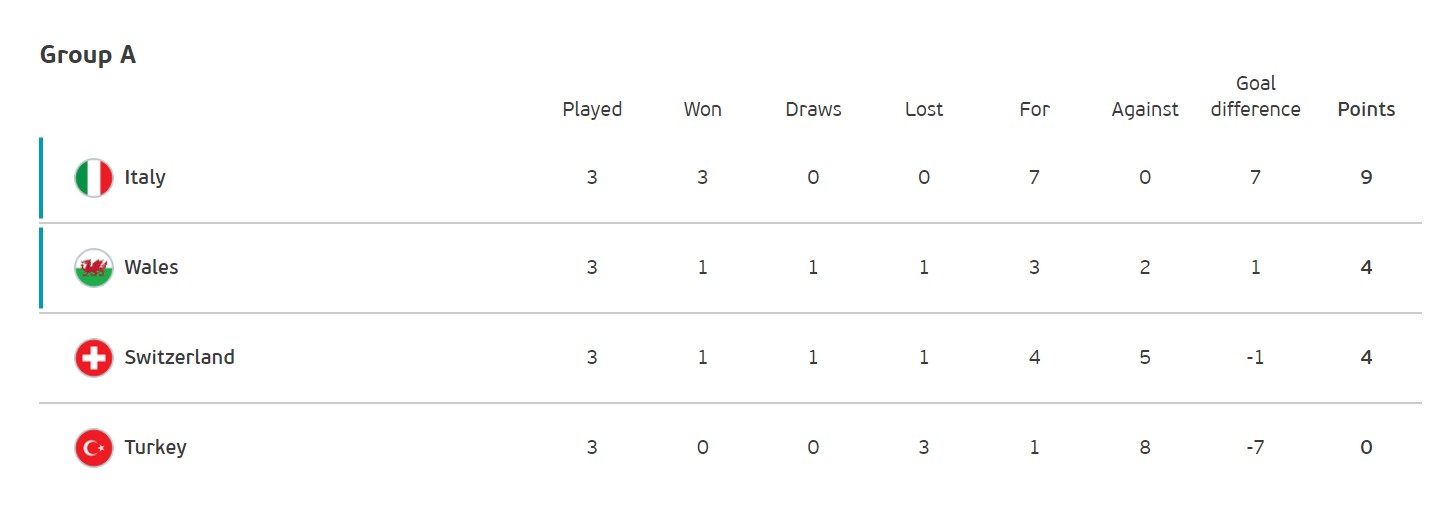 Group A
Played Won Draws Lost For Against Goal difference Points
Italy 3 3 0 0 7 0 7 9
Wales 3 1 1 1 3 2 1 4
Switzerland 3 1 1 1 4 5 -1 4
Turkey 3 0 0 3 1 8 -7 0